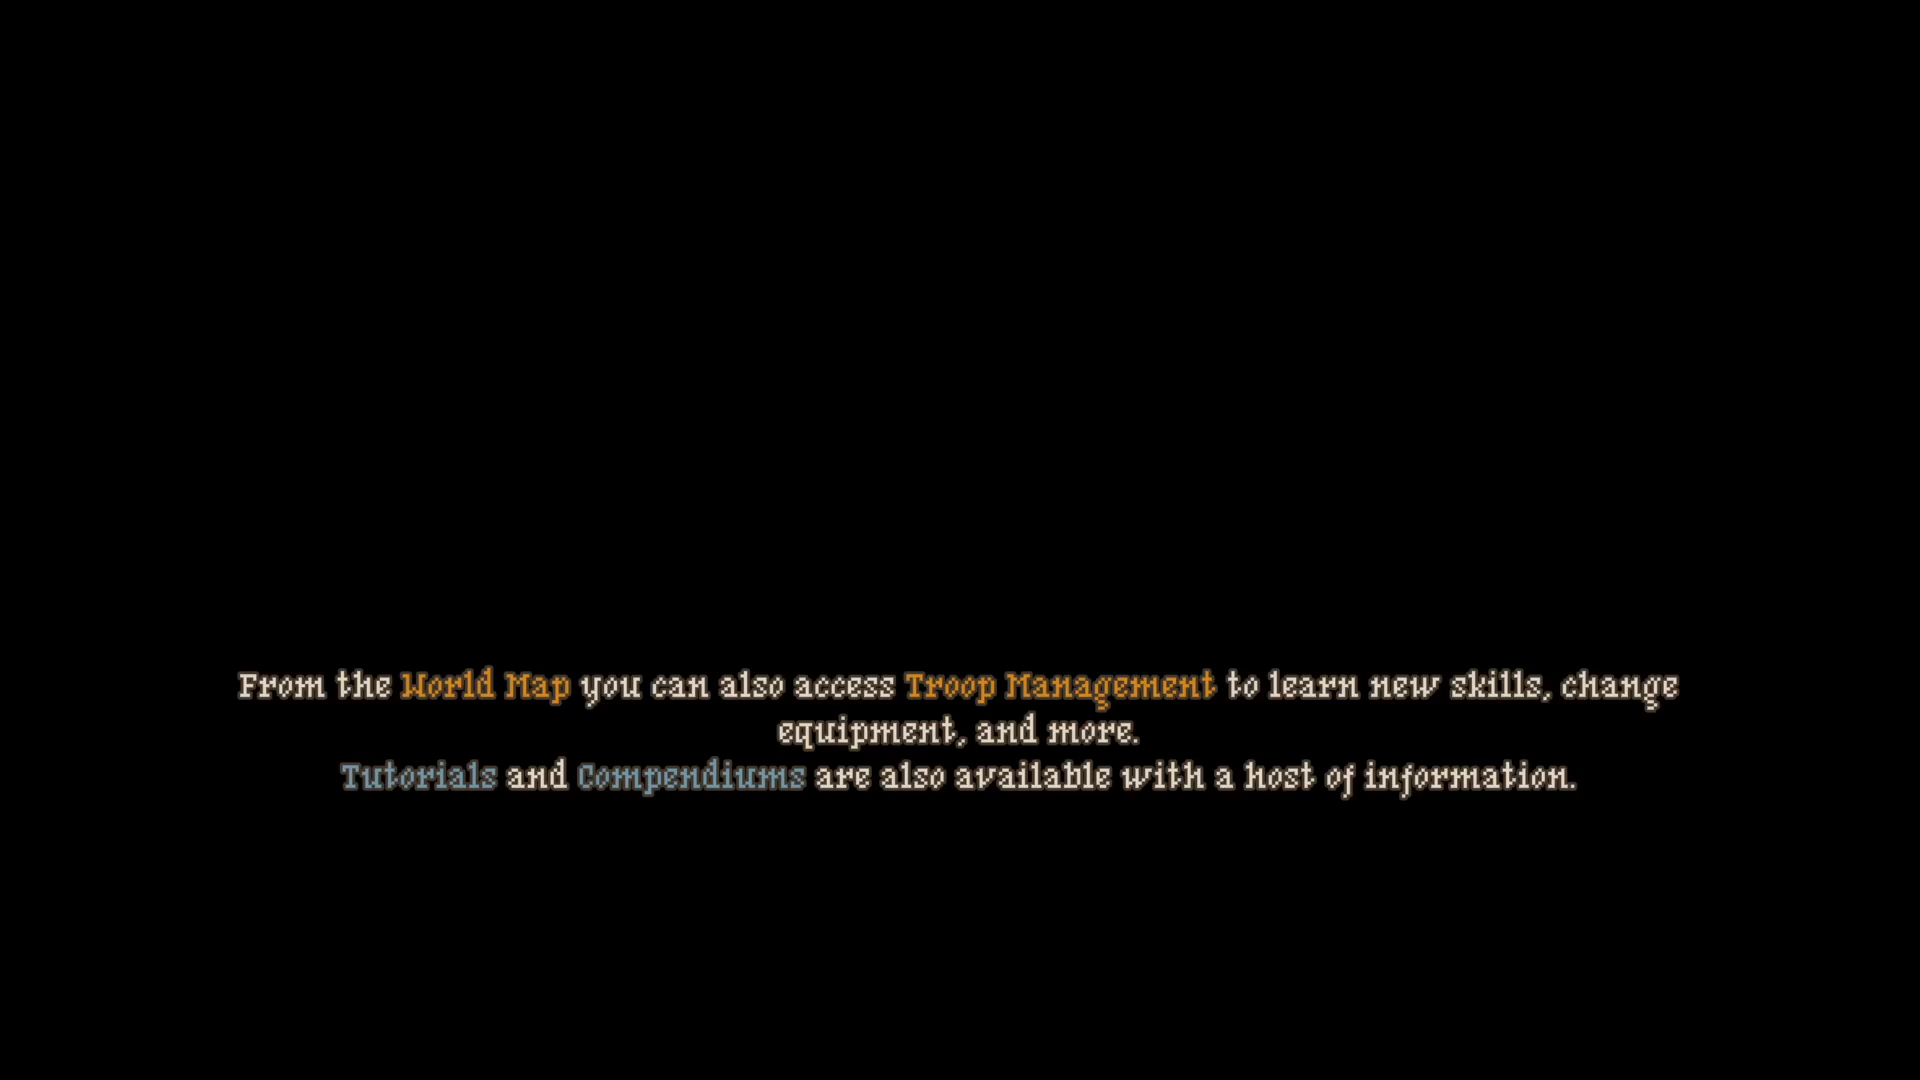 From the World Map you can also access Troop Management to learn new skills, change
equipment, and more.
Tutorials and Compendiums are also available with a host of information.